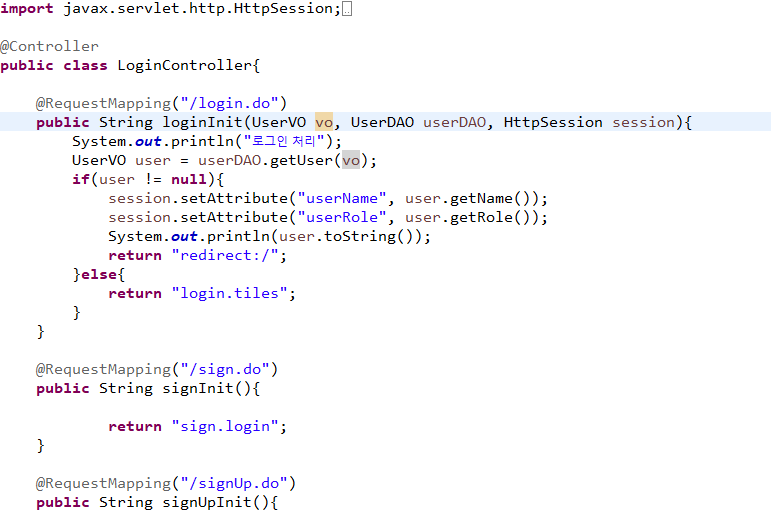 import javax.servlet.http.HttpSession;
@Controller
public class LoginController{
@RequestMapping("/login.do")
public String loginInit(UserVO vo, UserDAO userDAO, HttpSession session){
System.out.println("로그인 처리");
UserVO user = userDAO.getUser(vo);
if(user != null){
session.setAttribute("userName", user.getName());
session.setAttribute("userRole", user.getRole());
System.out.println(user.toString());
return "redirect:/";
}else{
return "login.tiles";
}
}
@RequestMapping("/sign.do")
public String signInit(){
return "sign.login";
}
@RequestMapping("/signUp.do")
public String signUpInit(){